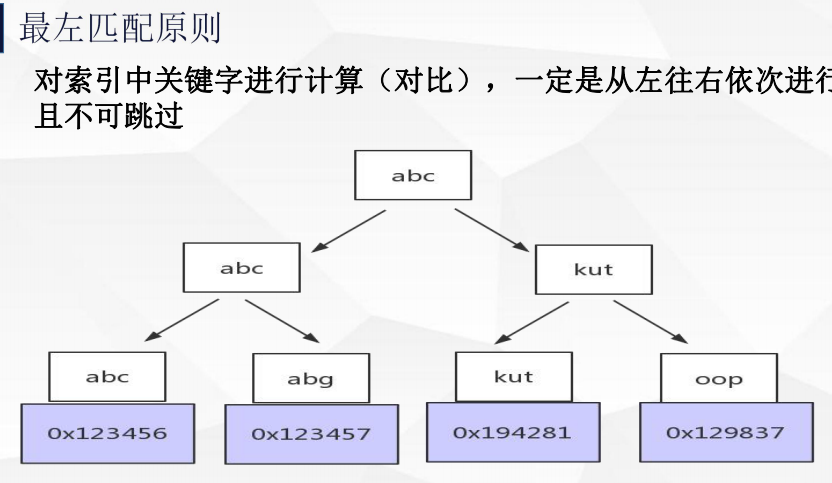 最左匹配原则
对索引中关键字进行计算（对比），一定是从左往右依次进行
且不可跳过
abc
abc
kut
abc
abg
kut
oop
0x123456
0x123457
0x194281
0x129837